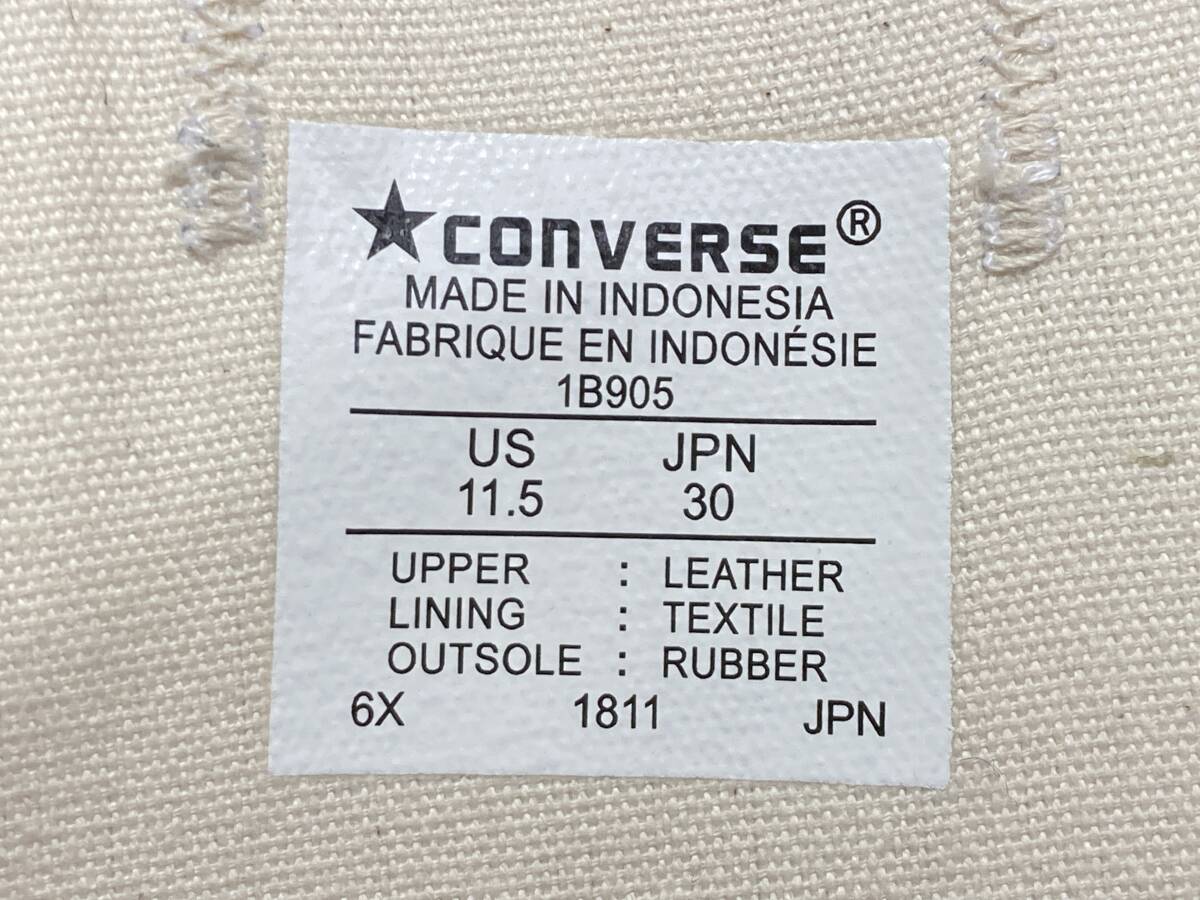 ★CONVERSE®
MADE IN INDONESIA
FABRIQUE EN INDONÉSIE
1B905
US JPN
11.5 30
UPPER : LEATHER
LINING : TEXTILE
OUTSOLE : RUBBER
6X 1811 JPN